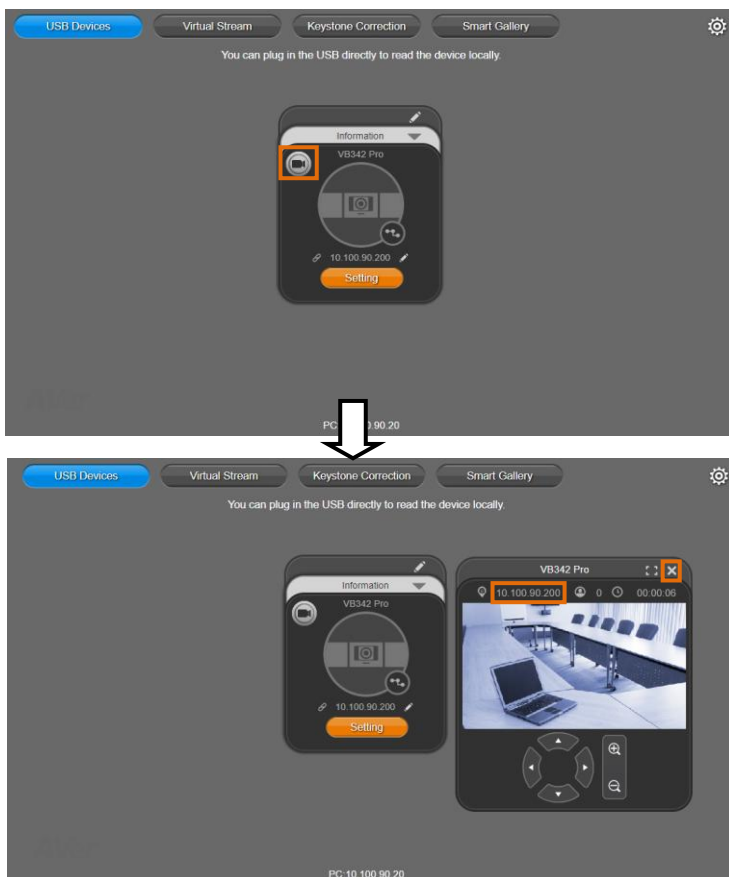 USB Devices Virtual Stream Keystone Correction Smart Gallery
You can plug in the USB directly to read the device locally.
Information
VB342 Pro
10.100.90.200
Setting
PC: .90.20
USB Devices Virtual Stream Keystone Correction Smart Gallery
You can plug in the USB directly to read the device locally.
Information
VB342 Pro
10.100.90.200
Setting
VB342 Pro
10.100.90.200 0 00:00:06
PC:10.100.90.20